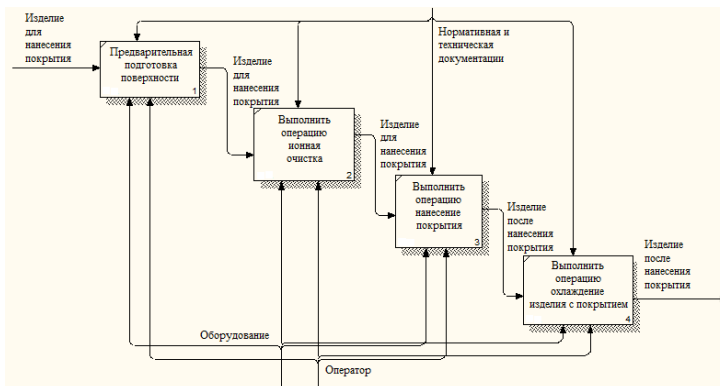 Изделие
для
нанесения
покрытия
Предварительная
подготовка
поверхности
1
Изделие
для
нанесения
покрытия
Нормативная и
техническая
документации
Выполнить
операцию
ионная
очистка
2
Изделие
для
нанесения
покрытия
Выполнить
операцию
нанесение
покрытия
3
Изделие
после
нанесения
покрытия
Выполнить
операцию
охлаждение
изделия с покрытием
4
Изделие
после
нанесения
покрытия
Оборудование
Оператор